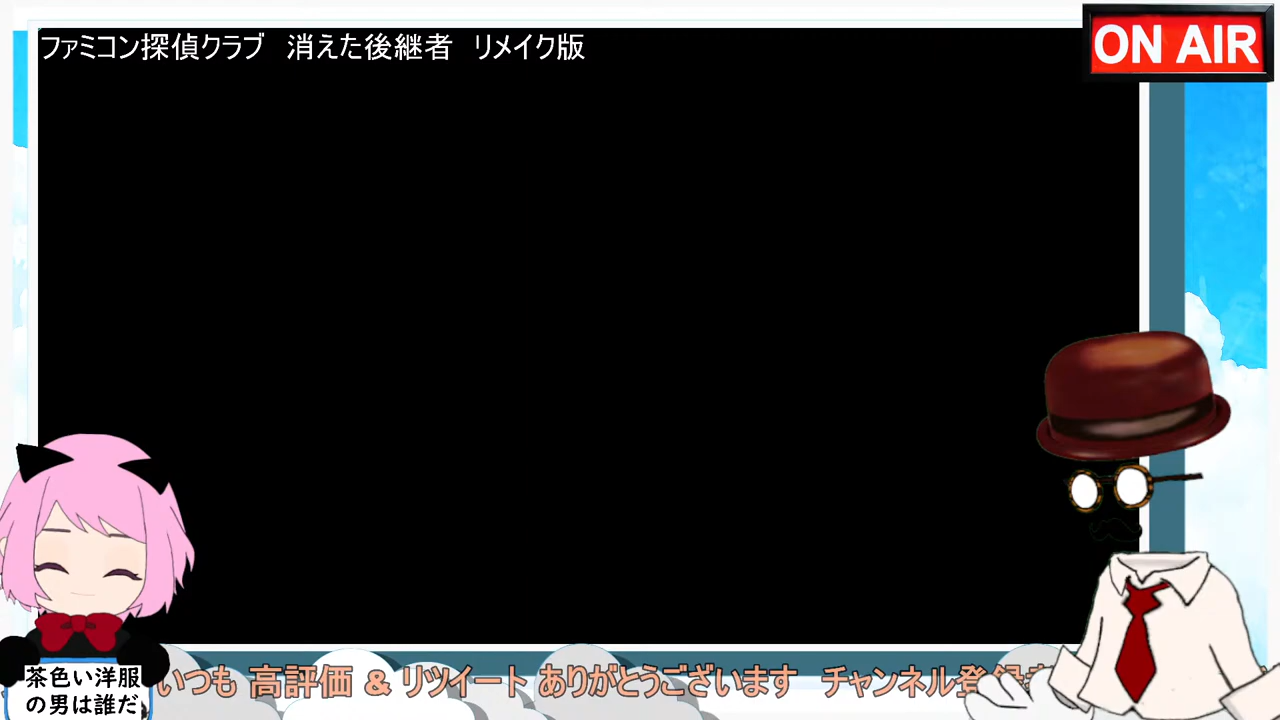 ファミコン探偵クラブ　消えた後継者　リメイク版
ON AIR
茶色い洋服
の男は誰だ
いつも 高評価 & リツイート ありがとうございます　チャンネル登録